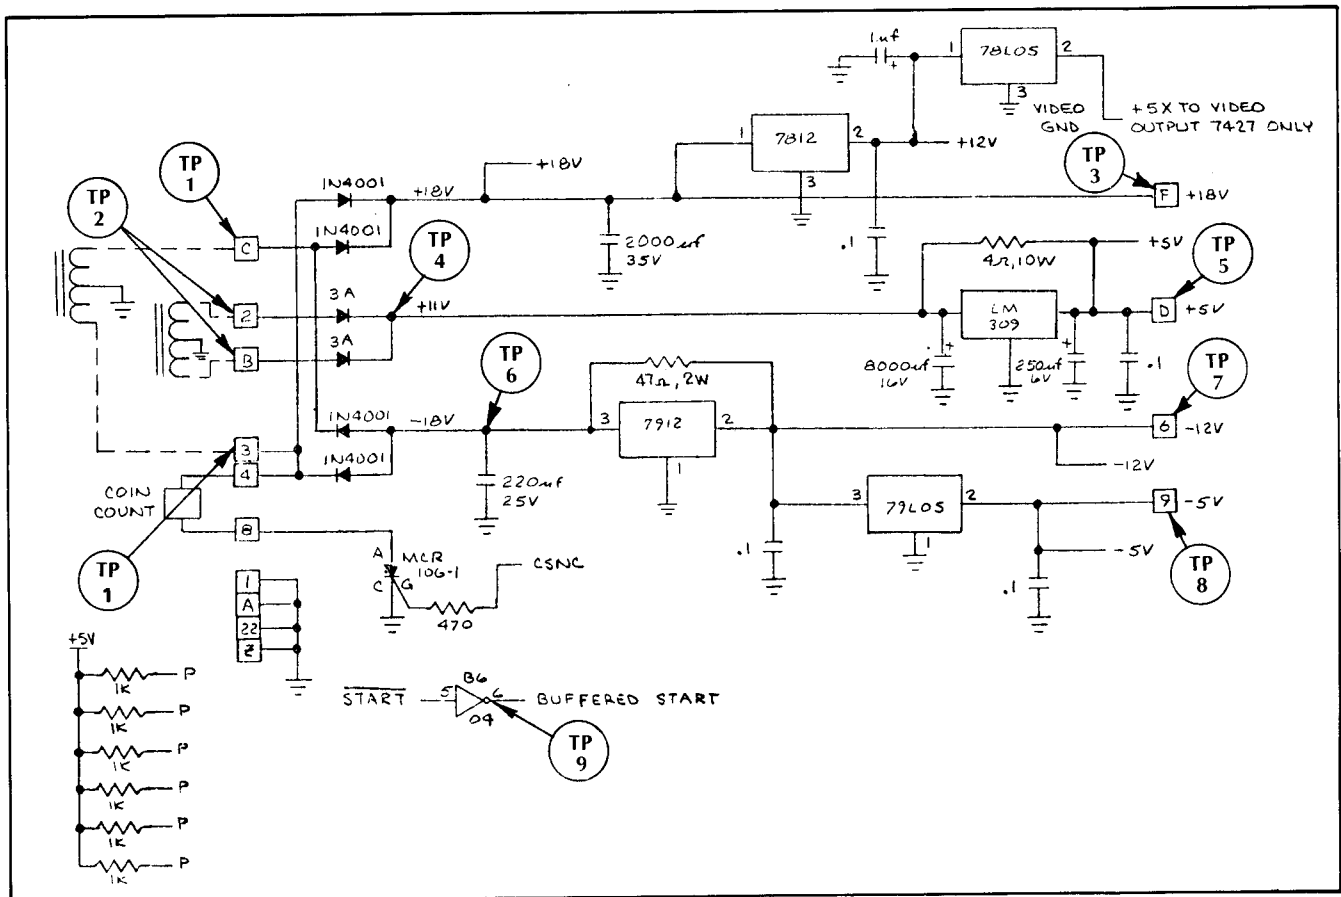 1uf
+
1
78L05
2
3
VIDEO
GND
+5X TO VIDEO
OUTPUT 7427 ONLY
1
7812
2
3
+12V
TP
1
TP
2
TP
3
1N4001
+18V
+18V
F
+18V
C
1N4001
2000uf
35V
.1
TP
4
4Ω,10W
+5V
TP
5
2
3A
+11V
LM
309
D
+5V
B
3A
TP
6
+
8000uf
16V
+
250uf
6V
.1
TP
7
47Ω,2W
1N4001
-18V
3
7912
2
1
6
-12V
-12V
3
4
1N4001
220uf
25V
COIN
COUNT
3
79L05
2
1
9
-5V
-5V
8
.1
.1
TP
1
A
MCR
106-1
C
G
CSNC
470
TP
8
1
A
22
Z
+5V
1K
P
1K
P
1K
P
1K
P
1K
P
1K
P
START
5
B6
6
04
BUFFERED START
TP
9